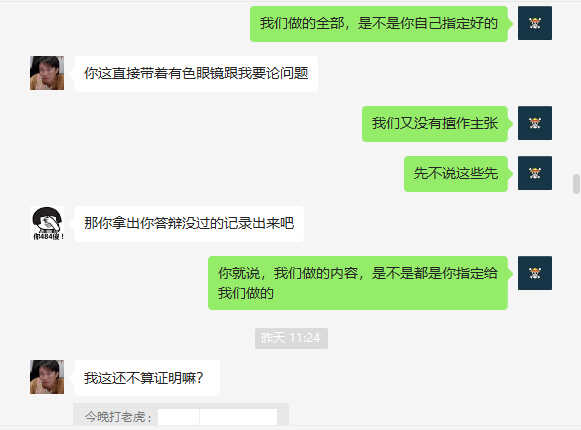 我们做的全部，是不是你自己指定好的
你这直接带着有色眼镜跟我要论问题
我们又没有擅作主张
先不说这些先
那你拿出你答辩没过的记录出来吧
你484傻！
你就说，我们做的内容，是不是都是你指定给
我们做的
昨天 11:24
我这还不算证明嘛？
今晚打老虎：